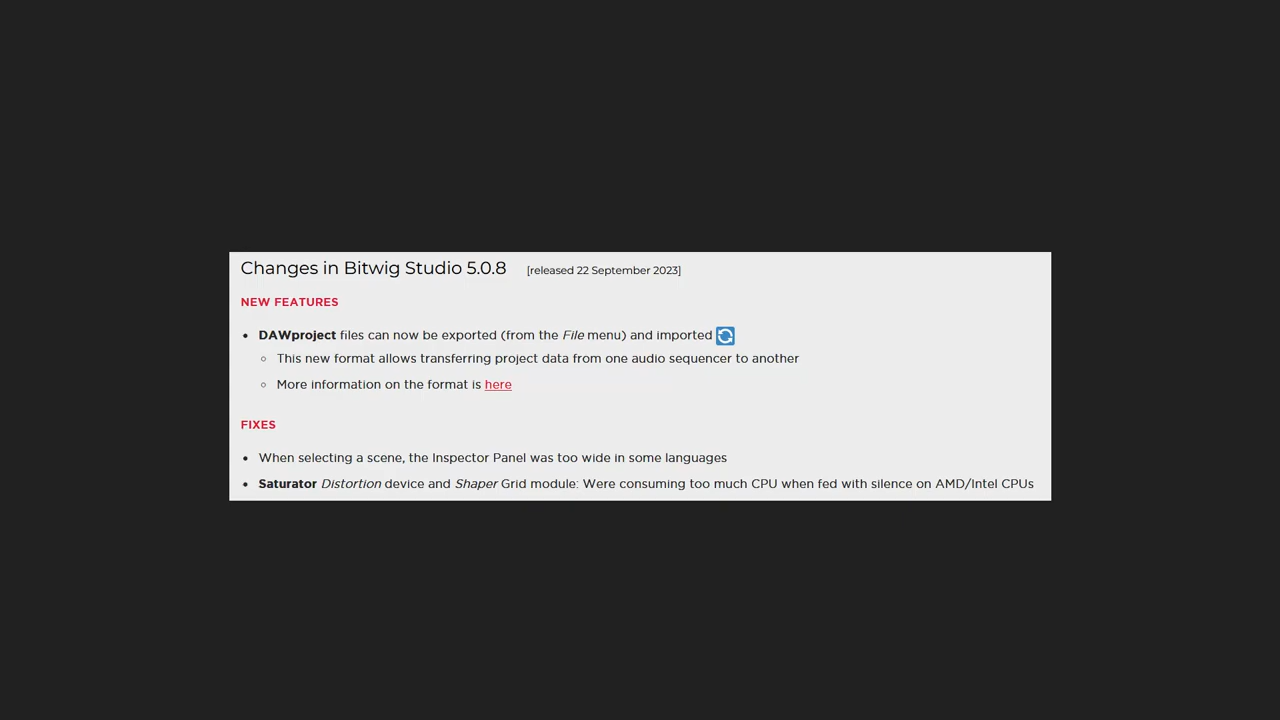 Changes in Bitwig Studio 5.0.8 [released 22 September 2023]
NEW FEATURES
• DAWproject files can now be exported (from the File menu) and imported 🔄
◦ This new format allows transferring project data from one audio sequencer to another
◦ More information on the format is here
FIXES
• When selecting a scene, the Inspector Panel was too wide in some languages
• Saturator Distortion device and Shaper Grid module: Were consuming too much CPU when fed with silence on AMD/Intel CPUs